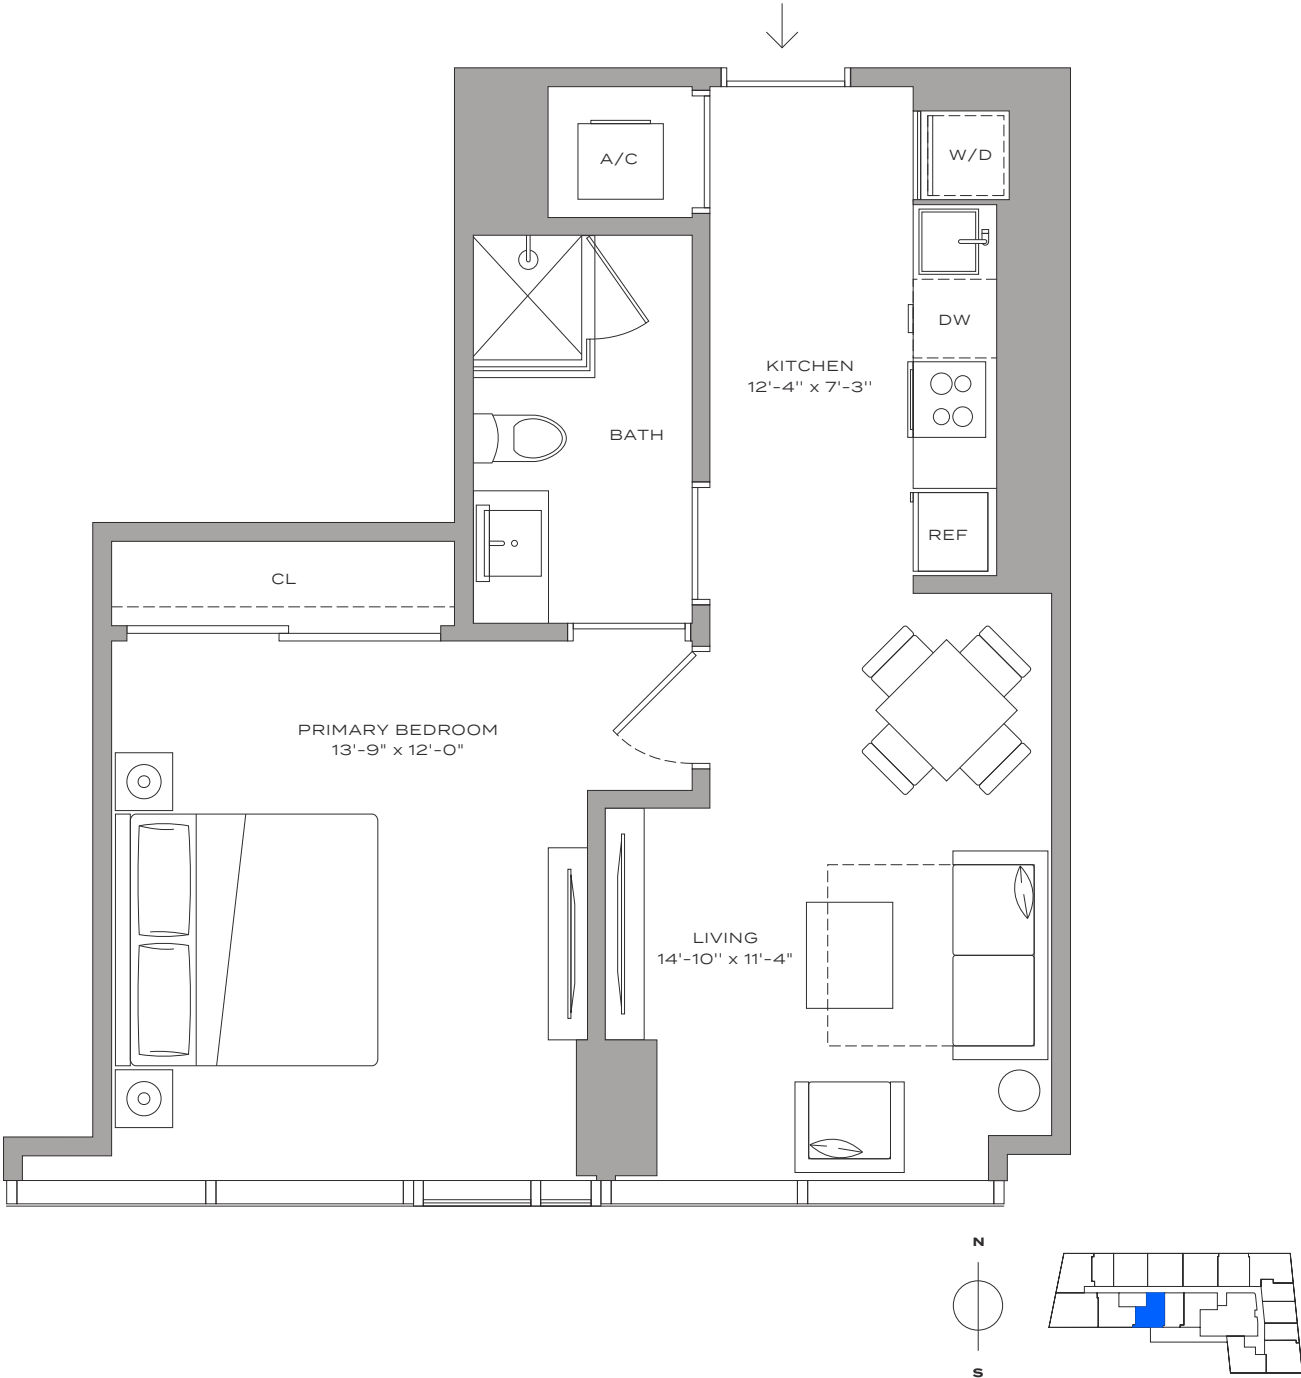 A/C
W/D
DW
KITCHEN
12'-4'' x 7'-3''
BATH
REF
CL
PRIMARY BEDROOM
13'-9" x 12'-0"
LIVING
14'-10'' x 11'-4"
N
S